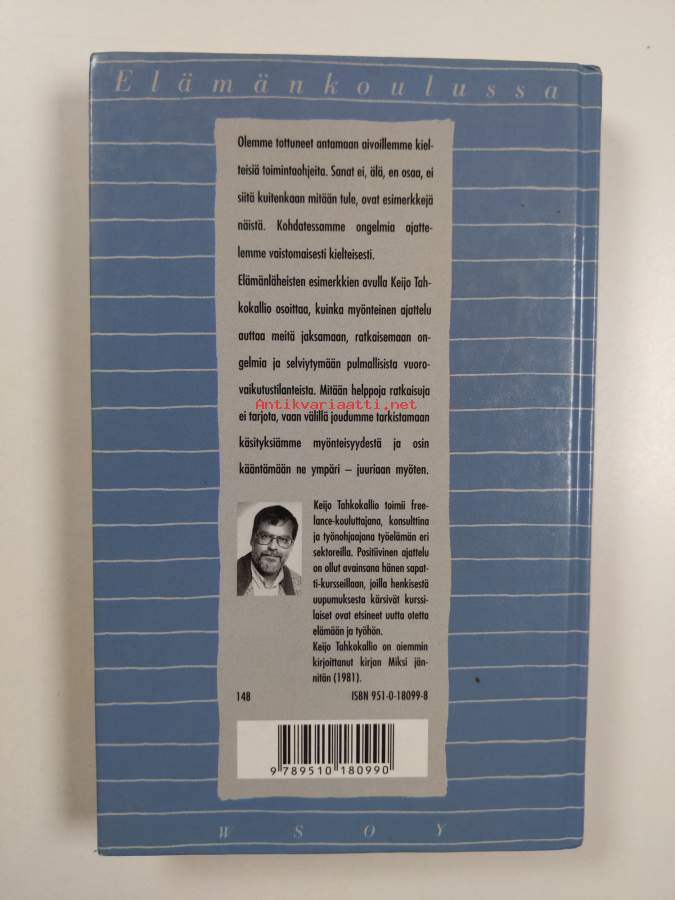 Elämänkoulussa
Olemme tottuneet antamaan aivoillemme kiel-
teisiä toimintaohjeita. Sanat ei, älä, en osaa, ei
siitä kuitenkaan mitään tule, ovat esimerkkejä
näistä. Kohdatessamme ongelmia ajatte-
lemme vaistomaisesti kielteisesti.
Elämänläheisten esimerkkien avulla Keijo Tah-
kokallio osoittaa, kuinka myönteinen ajattelu
auttaa meitä jaksamaan, ratkaisemaan on-
gelmia ja selviytymään pulmallisista vuoro-
vaikutustilanteista. Mitään helppoja ratkaisuja
Antikvariaatti.net
ei tarjota, vaan välillä joudumme tarkistamaan
käsityksiämme myönteisyydestä ja osin
kääntämään ne ympäri – juuriaan myöten.
Keijo Tahkokallio toimii free-
lance-kouluttajana, konsulttina
ja työnohjaajana työelämän eri
sektoreilla. Positiivinen ajattelu
on ollut avainsana hänen sapat-
ti-kursseillaan, joilla henkisestä
uupumuksesta kärsivät kurssi-
laiset ovat etsineet uutta otetta
elämään ja työhön.
Keijo Tahkokallio on aiemmin
kirjoittanut kirjan Miksi jän-
nitän (1981).
148 ISBN 951-0-18099-8
9 789510 180990
WSOY